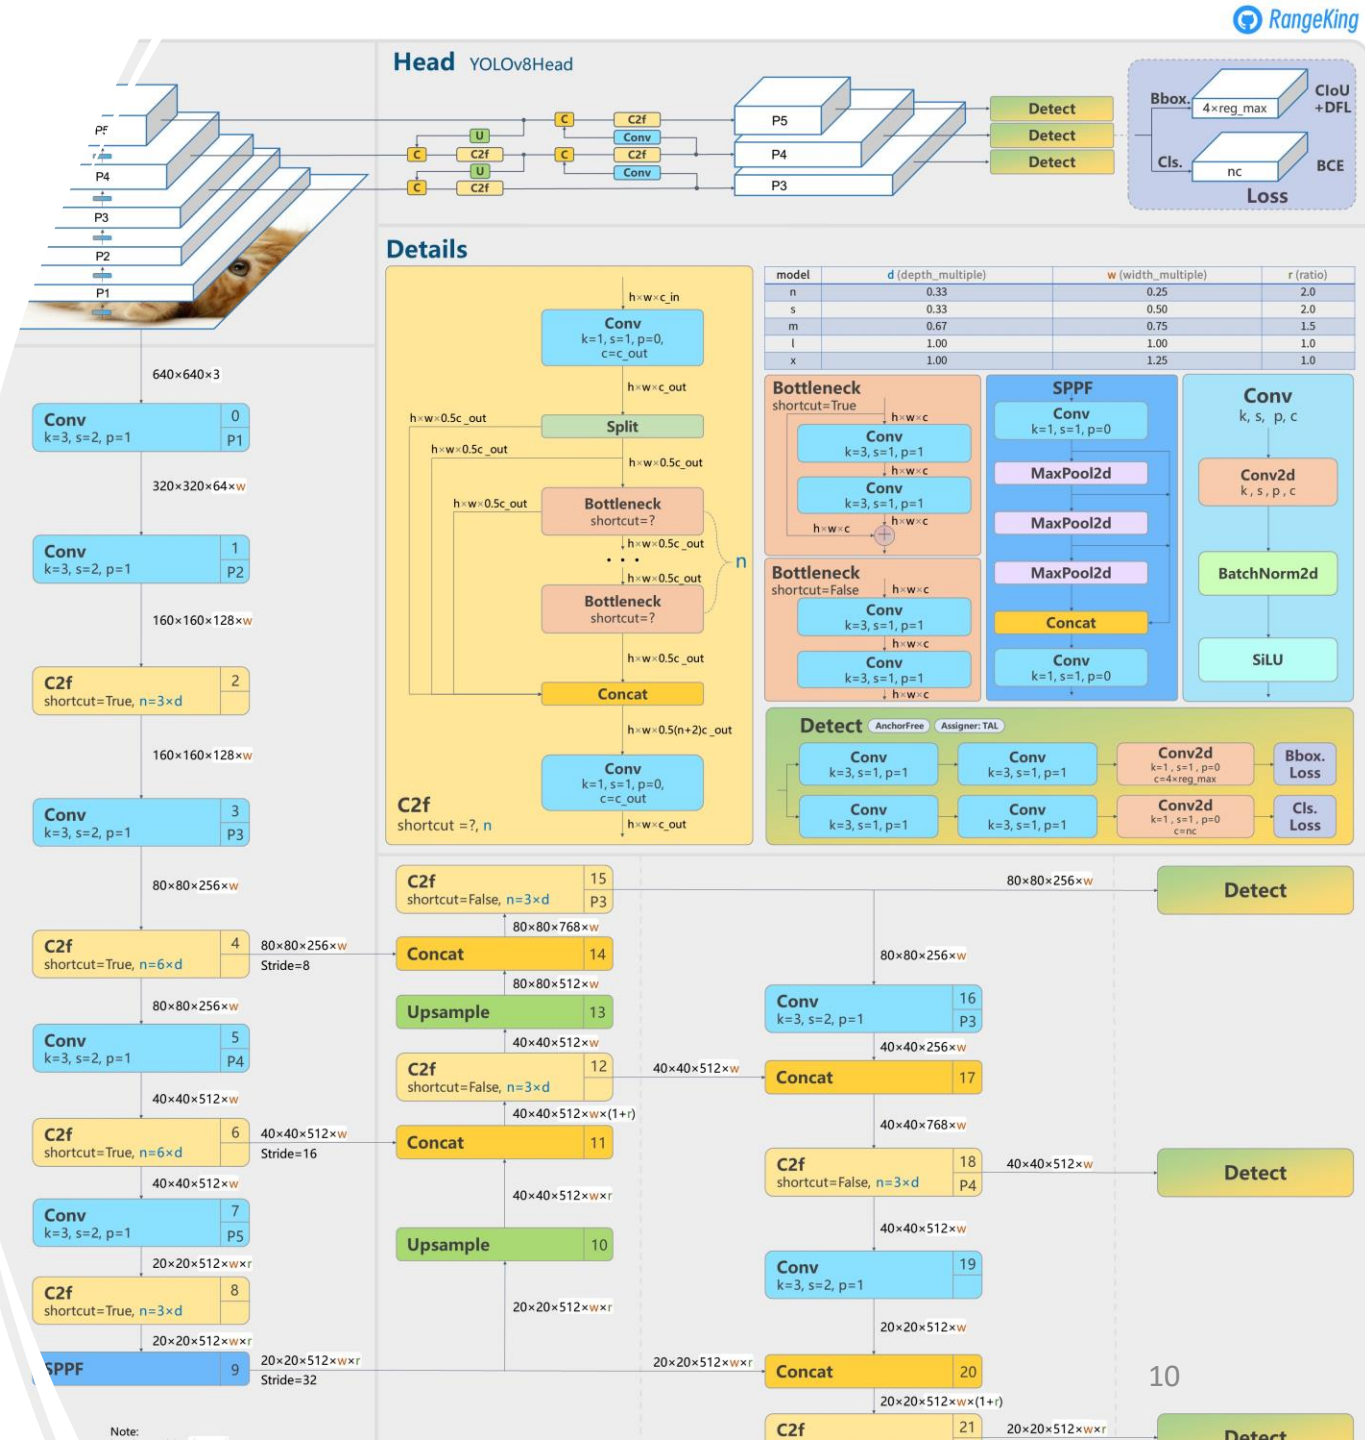 RangeKing
Head YOLOv8Head
P5
P4
P3
P2
P1
C
C2f
U
Conv
C
C2f
C
C2f
U
Conv
C
C2f
P5
P4
P3
Detect
Detect
Detect
Bbox.
4×reg_max
CIoU
+DFL
Cls.
nc
BCE
Loss
Details
h×w×c_in
Conv
k=1, s=1, p=0,
c=c_out
h×w×c_out
h×w×0.5c_out
Split
h×w×0.5c_out
h×w×0.5c_out
h×w×0.5c_out
Bottleneck
shortcut=?
h×w×0.5c_out
• • •
n
h×w×0.5c_out
Bottleneck
shortcut=?
h×w×0.5c_out
Concat
h×w×0.5(n+2)c_out
Conv
k=1, s=1, p=0,
c=c_out
C2f
shortcut =?, n
h×w×c_out
model d (depth_multiple) w (width_multiple) r (ratio)
n 0.33 0.25 2.0
s 0.33 0.50 2.0
m 0.67 0.75 1.5
l 1.00 1.00 1.0
x 1.00 1.25 1.0
Bottleneck
shortcut=True
h×w×c
Conv
k=3, s=1, p=1
h×w×c
Conv
k=3, s=1, p=1
h×w×c
h×w×c
Bottleneck
shortcut=False
h×w×c
Conv
k=3, s=1, p=1
h×w×c
Conv
k=3, s=1, p=1
h×w×c
SPPF
Conv
k=1, s=1, p=0
MaxPool2d
MaxPool2d
MaxPool2d
Concat
Conv
k=1, s=1, p=0
Conv
k, s, p, c
Conv2d
k, s, p, c
BatchNorm2d
SiLU
Detect AnchorFree Assigner: TAL
Conv
k=3, s=1, p=1
Conv
k=3, s=1, p=1
Conv2d
k=1, s=1, p=0
c=4×reg_max
Bbox.
Loss
Conv
k=3, s=1, p=1
Conv
k=3, s=1, p=1
Conv2d
k=1, s=1, p=0
c=nc
Cls.
Loss
640×640×3
Conv 0
k=3, s=2, p=1 P1
320×320×64×w
Conv 1
k=3, s=2, p=1 P2
160×160×128×w
C2f 2
shortcut=True, n=3×d
160×160×128×w
Conv 3
k=3, s=2, p=1 P3
80×80×256×w
C2f 4
shortcut=True, n=6×d
80×80×256×w
Stride=8
80×80×256×w
Conv 5
k=3, s=2, p=1 P4
40×40×512×w
C2f 6
shortcut=True, n=6×d
40×40×512×w
Stride=16
40×40×512×w
Conv 7
k=3, s=2, p=1 P5
20×20×512×w×r
C2f 8
shortcut=True, n=3×d
20×20×512×w×r
SPPF 9
20×20×512×w×r
Stride=32
Note:
C2f 15
shortcut=False, n=3×d P3
80×80×768×w
Concat 14
80×80×512×w
Upsample 13
40×40×512×w
C2f 12
shortcut=False, n=3×d
40×40×512×w×(1+r)
Concat 11
40×40×512×w×r
Upsample 10
20×20×512×w×r
80×80×256×w
Detect
80×80×256×w
Conv 16
k=3, s=2, p=1 P3
40×40×256×w
40×40×512×w
Concat 17
40×40×768×w
C2f 18
shortcut=False, n=3×d P4
40×40×512×w
Detect
40×40×512×w
Conv 19
k=3, s=2, p=1
20×20×512×w
20×20×512×w×r
Concat 20
10
20×20×512×w×(1+r)
C2f 21
20×20×512×w×r
Detect